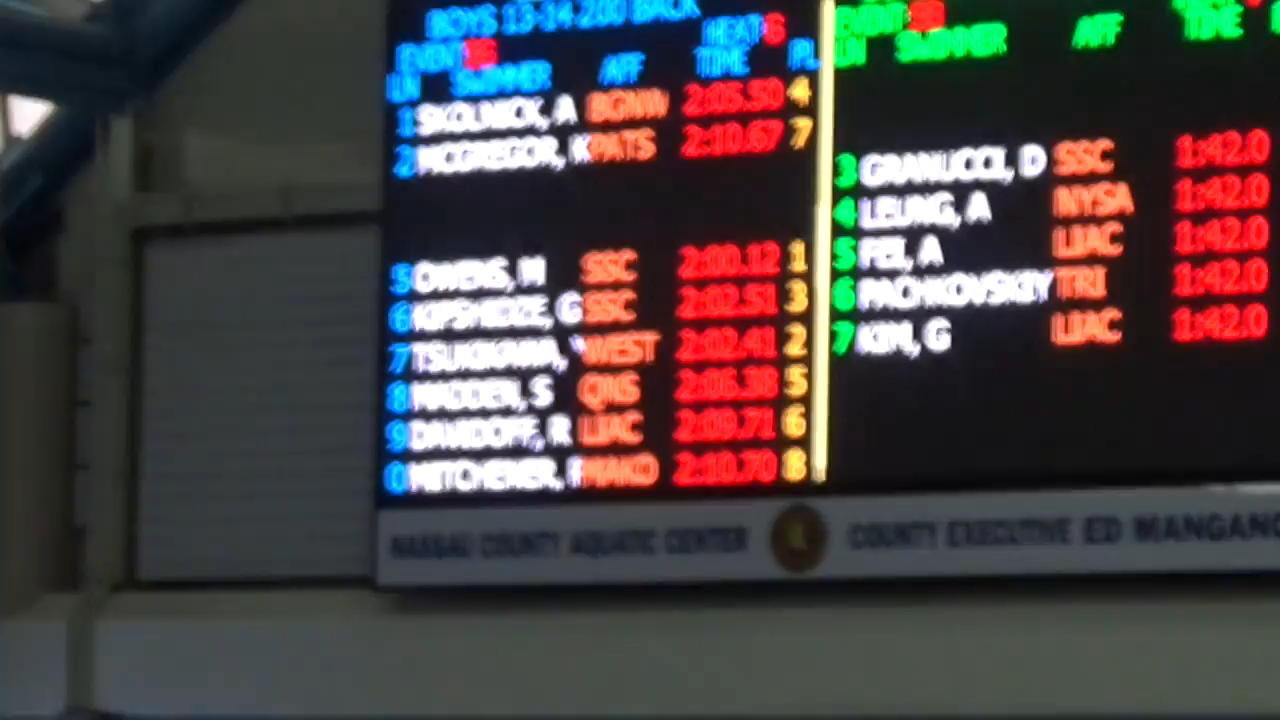 BOYS 13-14 200 BACK
EVENT HEAT 6
LN SWIMMER AFF TIME PL
1 SKOLNICK, A BGNW 2:05.50 4
2 MCGREGOR, K PATS 2:10.67 7
5 OWENS, M SSC 2:00.12 1
6 KIPSHIDZE, G SSC 2:02.51 3
7 TSUKIKAWA, WEST 2:02.41 2
8 MADDEN, S QNS 2:06.38 5
9 DAVIDOFF, R LIAC 2:09.71 6
0 MITCHENER, MAKO 2:10.70 8
EVENT
LN SWIMMER AFF TIME
3 GRANUCCI, D SSC 1:42.0
4 LEUNG, A NYSA 1:42.0
5 FEI, A LIAC 1:42.0
6 PACHKOVSKIY TRI 1:42.0
7 KIM, G LIAC 1:42.0
NASSAU COUNTY AQUATIC CENTER COUNTY EXECUTIVE ED MANGANO